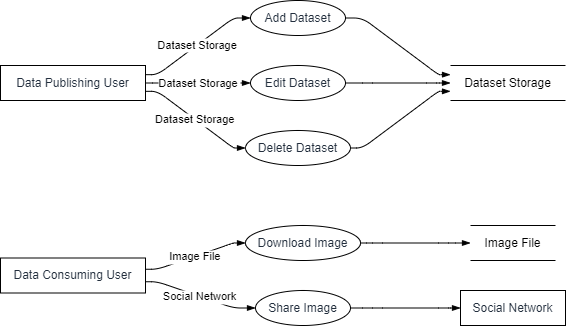 Add Dataset
Dataset Storage
Data Publishing User
Dataset Storage
Edit Dataset
Dataset Storage
Dataset Storage
Delete Dataset
Download Image
Image File
Image File
Data Consuming User
Social Network
Share Image
Social Network